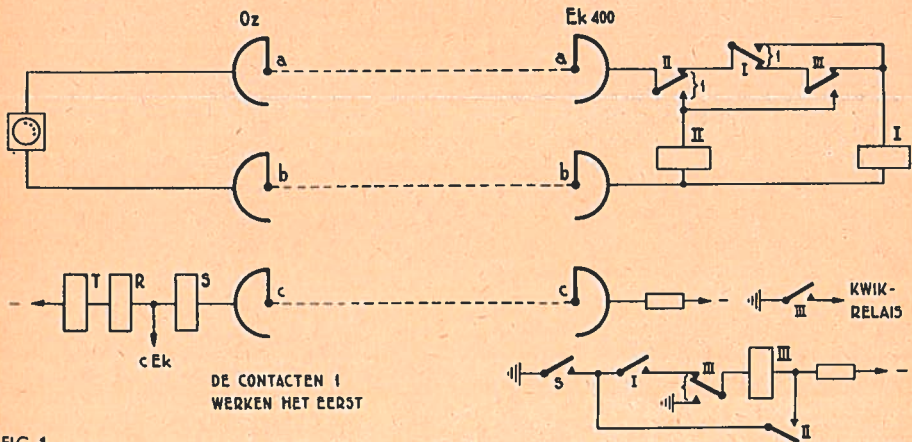 Oz
Ek 400
a
a
II
I
1
III
1
II
I
b
b
T
R
S
c
c
-
-
III
KWIK-
RELAIS
c Ek
DE CONTACTEN 1
WERKEN HET EERST
S
I
III
III
-
II
FIG. 1